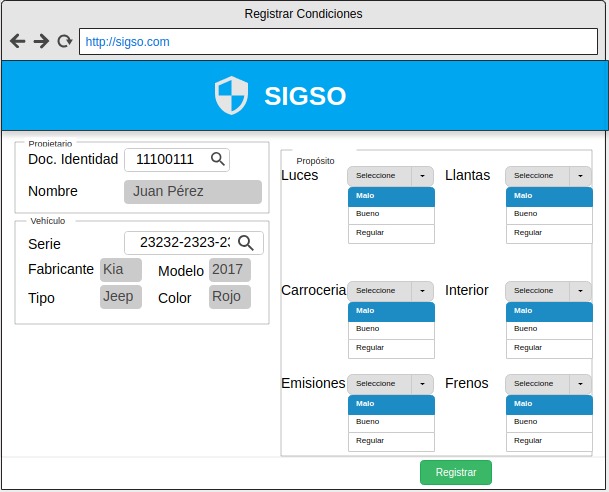 Registrar Condiciones
http://sigso.com
SIGSO
Propietario
Doc. Identidad 11100111
Nombre Juan Pérez
Vehículo
Serie 23232-2323-23
Fabricante Kia Modelo 2017
Tipo Jeep Color Rojo
Propósito
Luces Seleccione Llantas Seleccione
Malo Malo
Bueno Bueno
Regular Regular
Carroceria Seleccione Interior Seleccione
Malo Malo
Bueno Bueno
Regular Regular
Emisiones Seleccione Frenos Seleccione
Malo Malo
Bueno Bueno
Regular Regular
Registrar